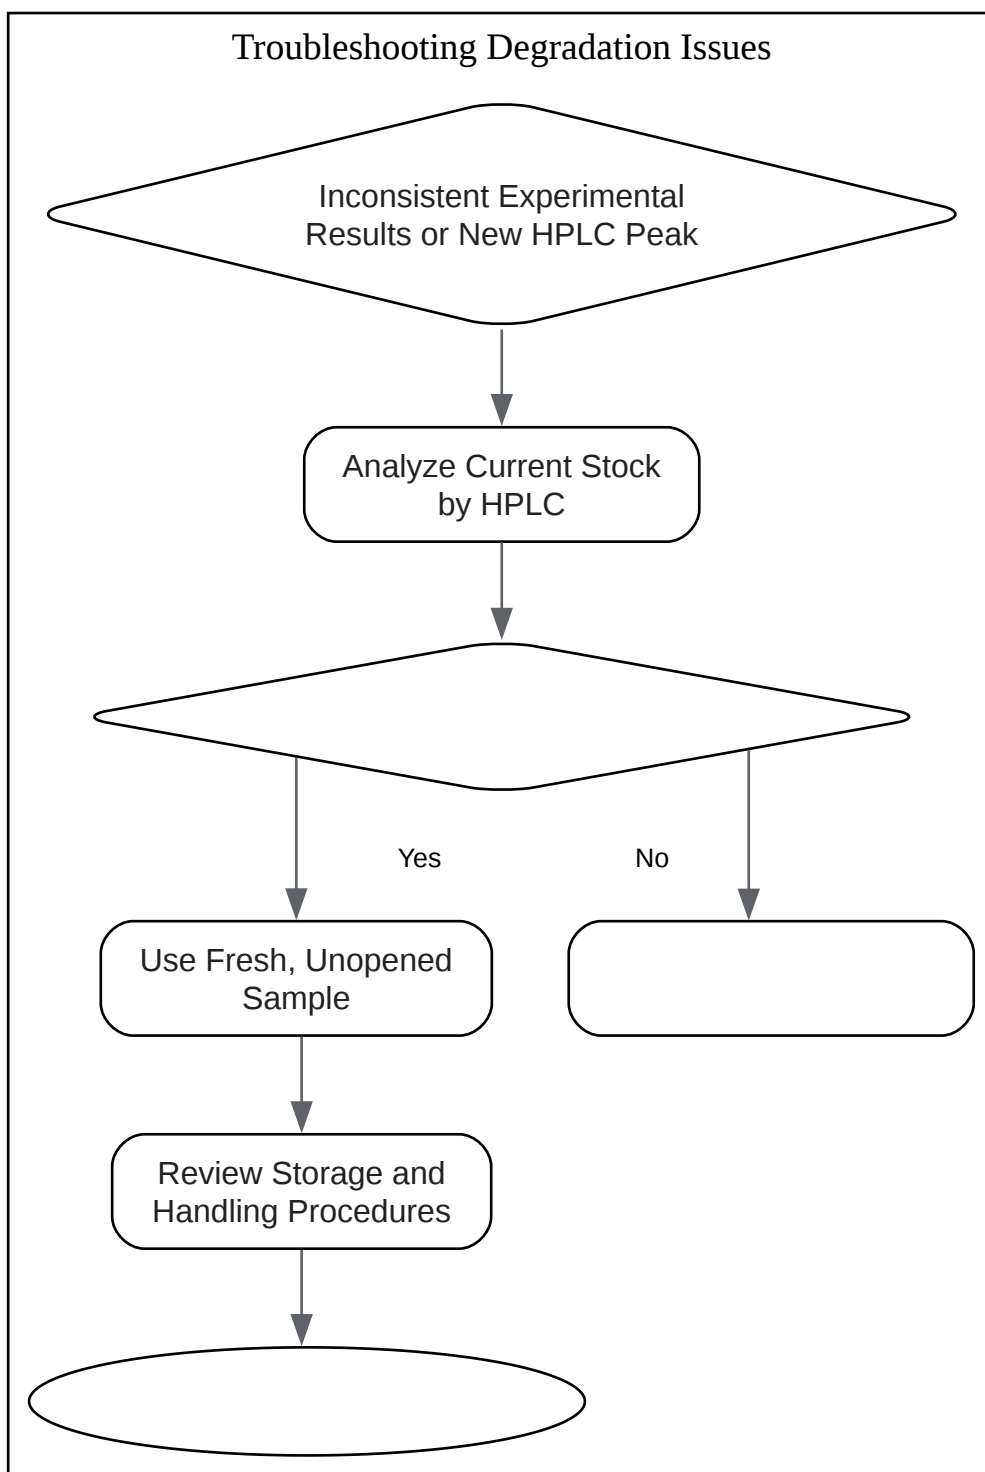 Troubleshooting Degradation Issues
Inconsistent Experimental
Results or New HPLC Peak
Analyze Current Stock
by HPLC
Yes
No
Use Fresh, Unopened
Sample
Review Storage and
Handling Procedures